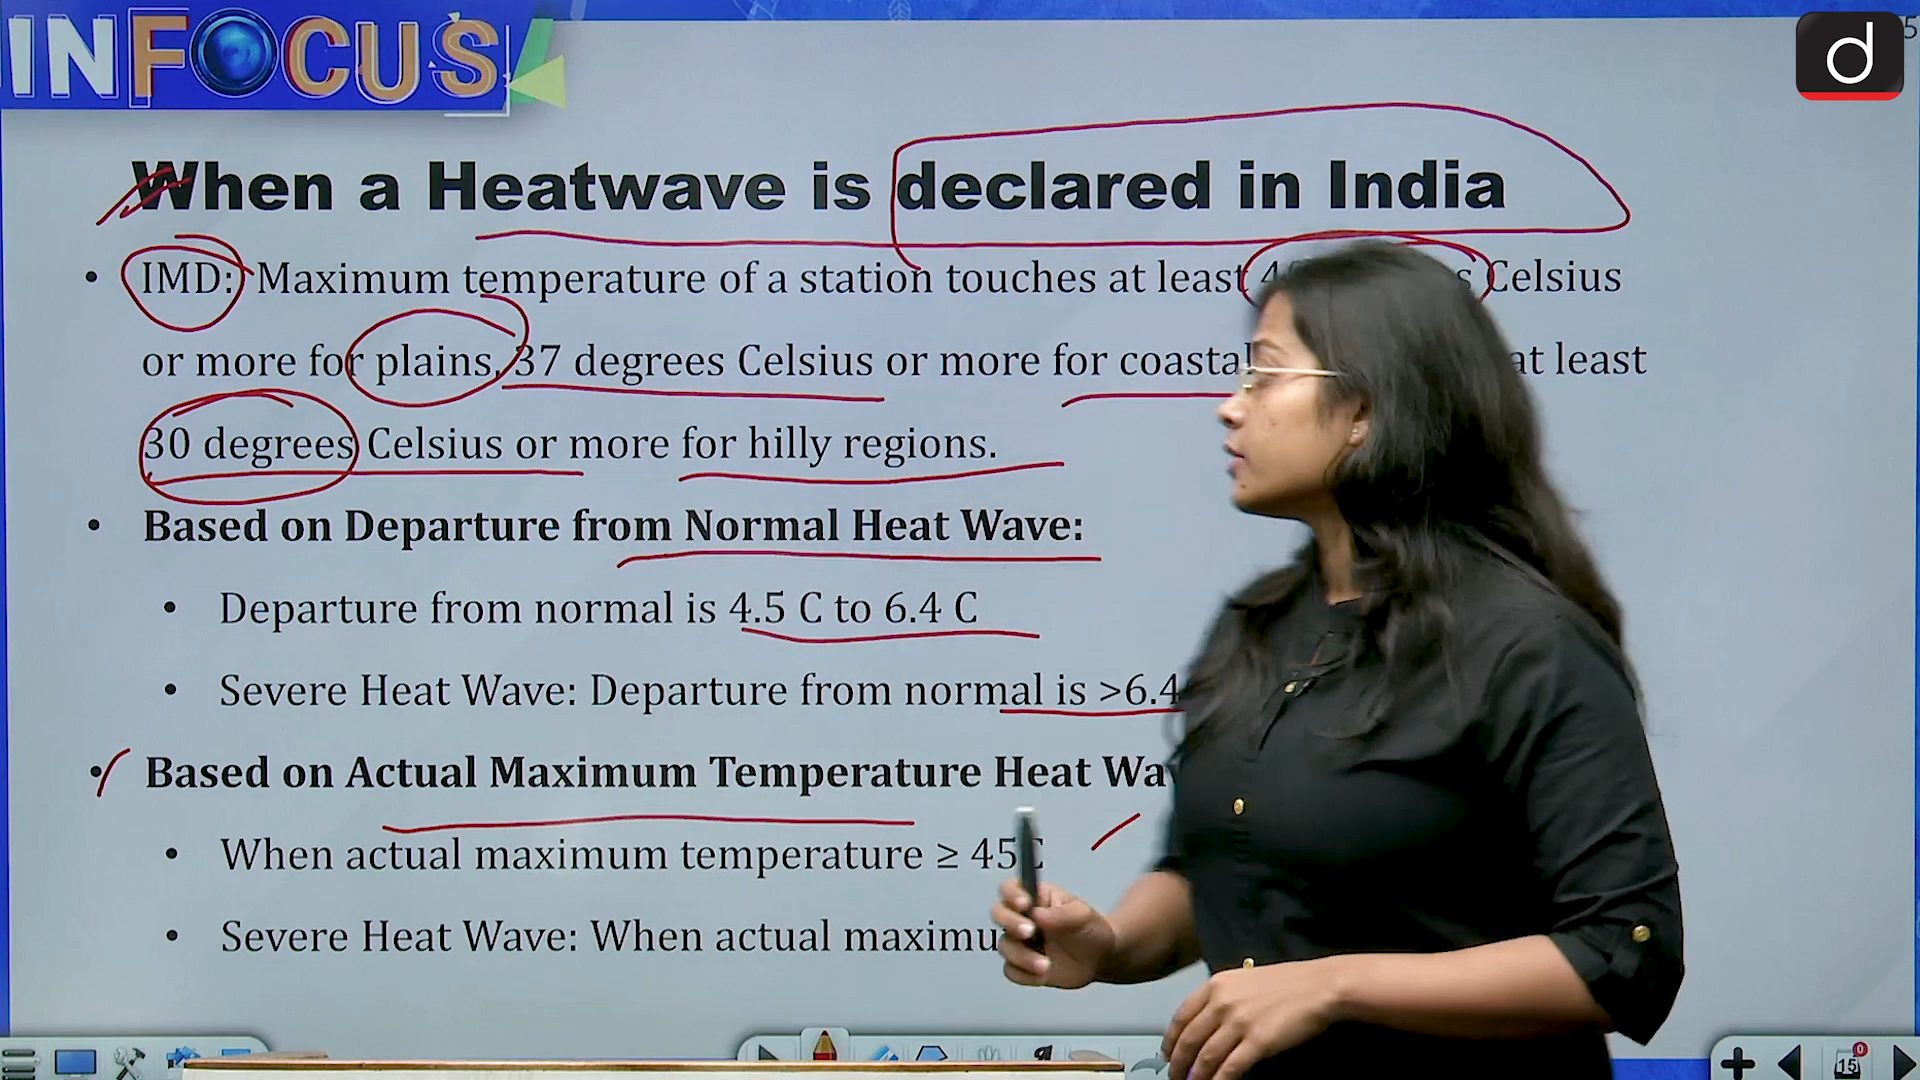 INFOCUS
d
5
When a Heatwave is declared in India
• IMD: Maximum temperature of a station touches at least Celsius
or more for plains, 37 degrees Celsius or more for coastal at least
30 degrees Celsius or more for hilly regions.
• Based on Departure from Normal Heat Wave:
• Departure from normal is 4.5 C to 6.4 C
• Severe Heat Wave: Departure from normal is >6.4
• Based on Actual Maximum Temperature Heat
• When actual maximum temperature ≥ 45C
• Severe Heat Wave: When actual
15
0